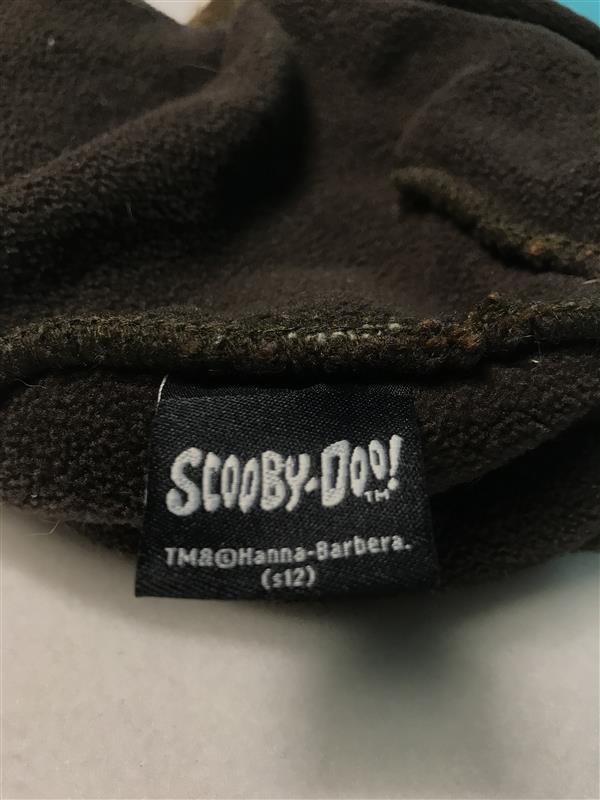 SCOOBY-DOO!
TM
TM&©Hanna-Barbera.
(s12)